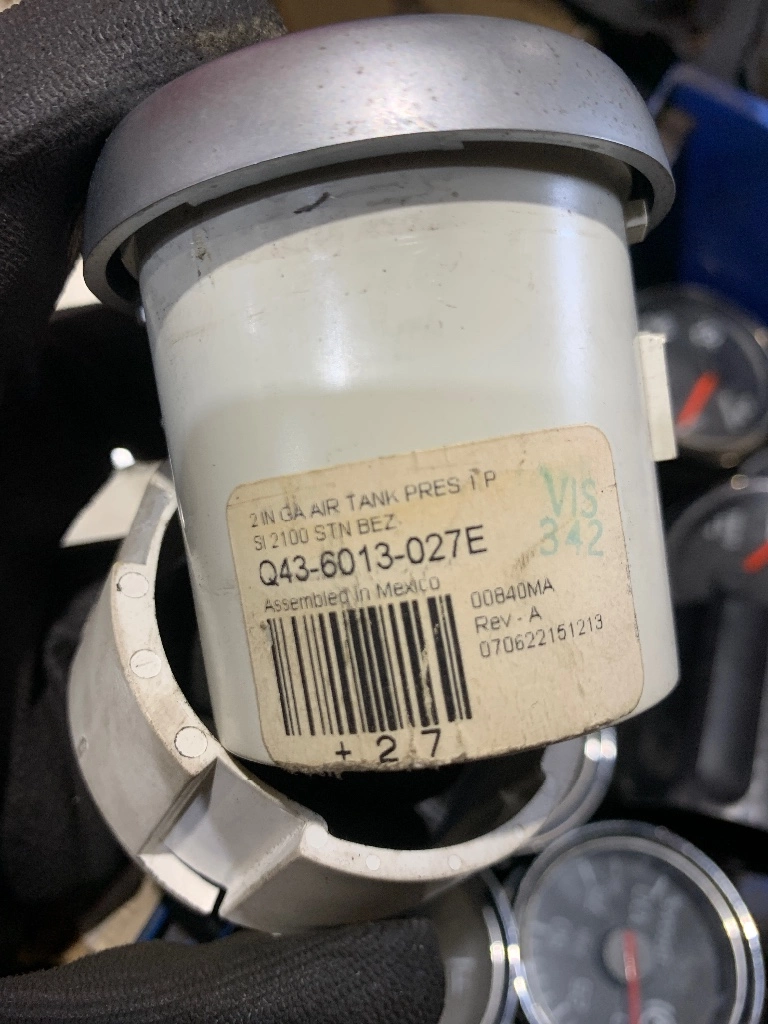 2 IN GA AIR TANK PRES 1 P
SI 2100 STN BEZ
Q43-6013-027E
Assembled in Mexico
VIS
342
00840MA
Rev - A
070622151213
+ 2 7